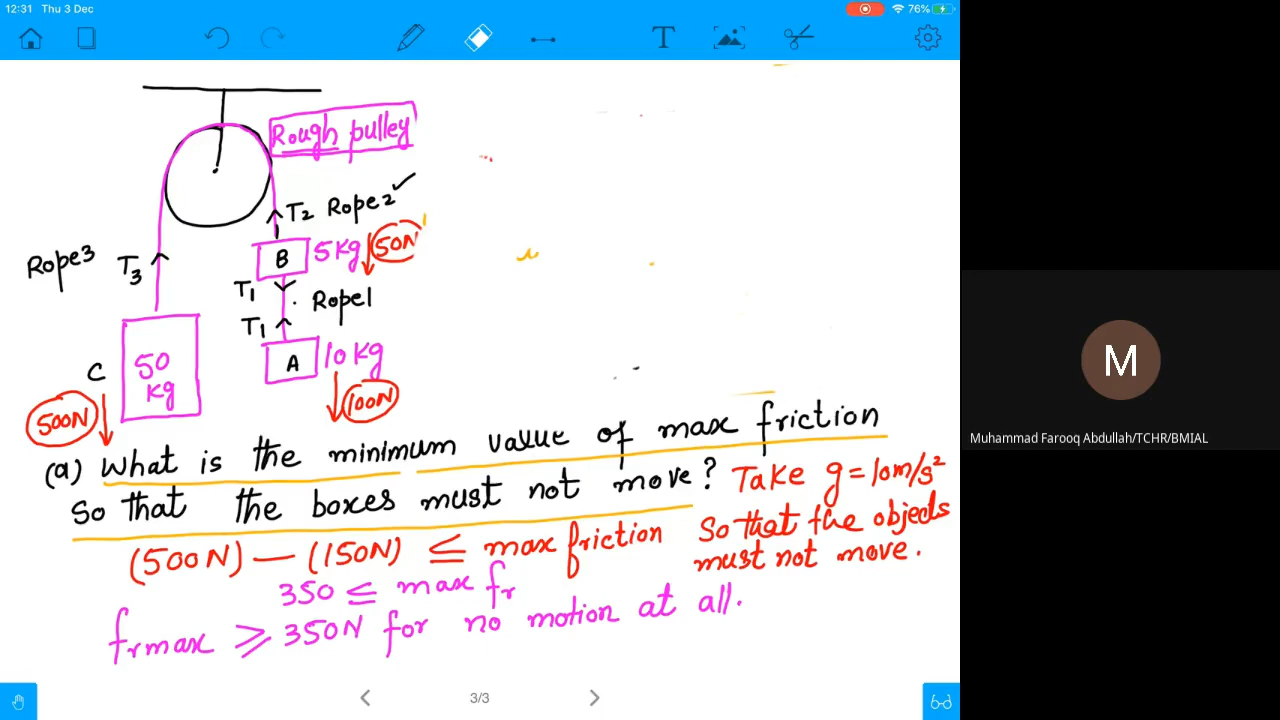 12:31 Thu 3 Dec
76%
T
Rough pulley
T2 Rope2
Rope3
T3
B
5kg
50N
T1
Rope1
T1
A
10kg
C
50
kg
500N
100N
(a) What is the minimum value of max friction
So that the boxes must not move? Take g=10m/s²
(500N) — (150N) ≤ max friction
So that the objects
must not move.
350 ≤ max fr
frmax ≥ 350N for no motion at all.
3/3
M
Muhammad Farooq Abdullah/TCHR/BMIAL